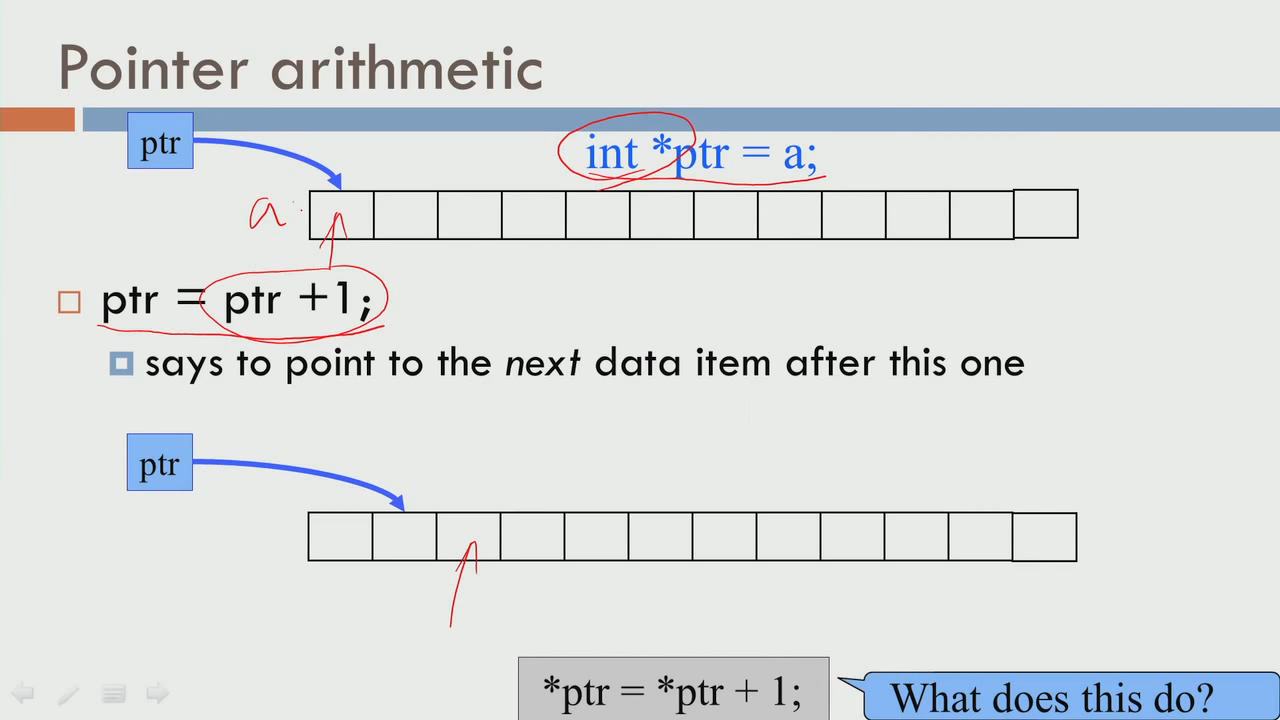 Pointer arithmetic
ptr
int *ptr = a;
a
ptr = ptr +1;
says to point to the next data item after this one
ptr
*ptr = *ptr + 1;
What does this do?